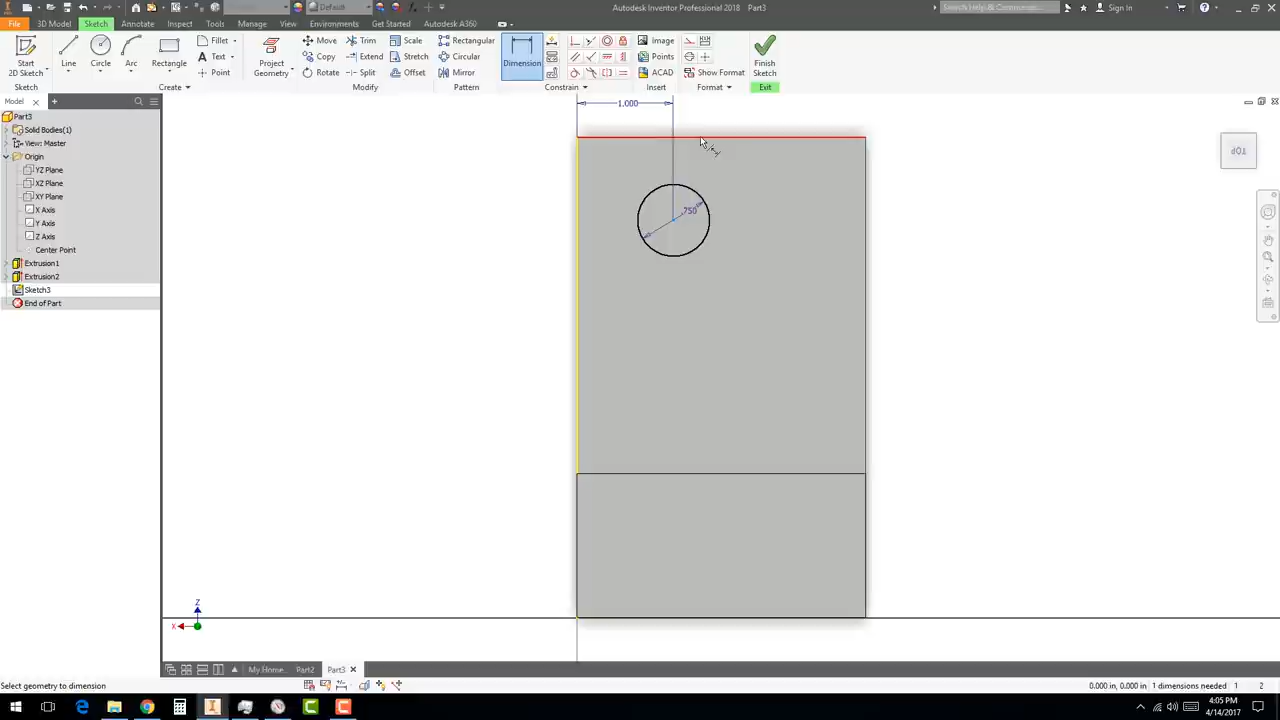 Default
Autodesk Inventor Professional 2018 Part3
Search Help & Commands...
Sign In
File 3D Model Sketch Annotate Inspect Tools Manage View Environments Get Started Autodesk A360
Start
2D Sketch
Line
Circle
Arc
Rectangle
Fillet
Text
Point
Project
Geometry
Move
Copy
Rotate
Trim
Extend
Split
Scale
Stretch
Offset
Rectangular
Circular
Mirror
Dimension
Image
Points
ACAD
Show Format
Finish
Sketch
Sketch Create Modify Pattern Constrain Insert Format Exit
Model
Part3
Solid Bodies(1)
View: Master
Origin
YZ Plane
XZ Plane
XY Plane
X Axis
Y Axis
Z Axis
Center Point
Extrusion1
Extrusion2
Sketch3
End of Part
1.000
.750
TOP
Z
X
My Home... Part2 Part3
Select geometry to dimension
0.000 in, 0.000 in 1 dimensions needed 1 2
4:05 PM
4/14/2017